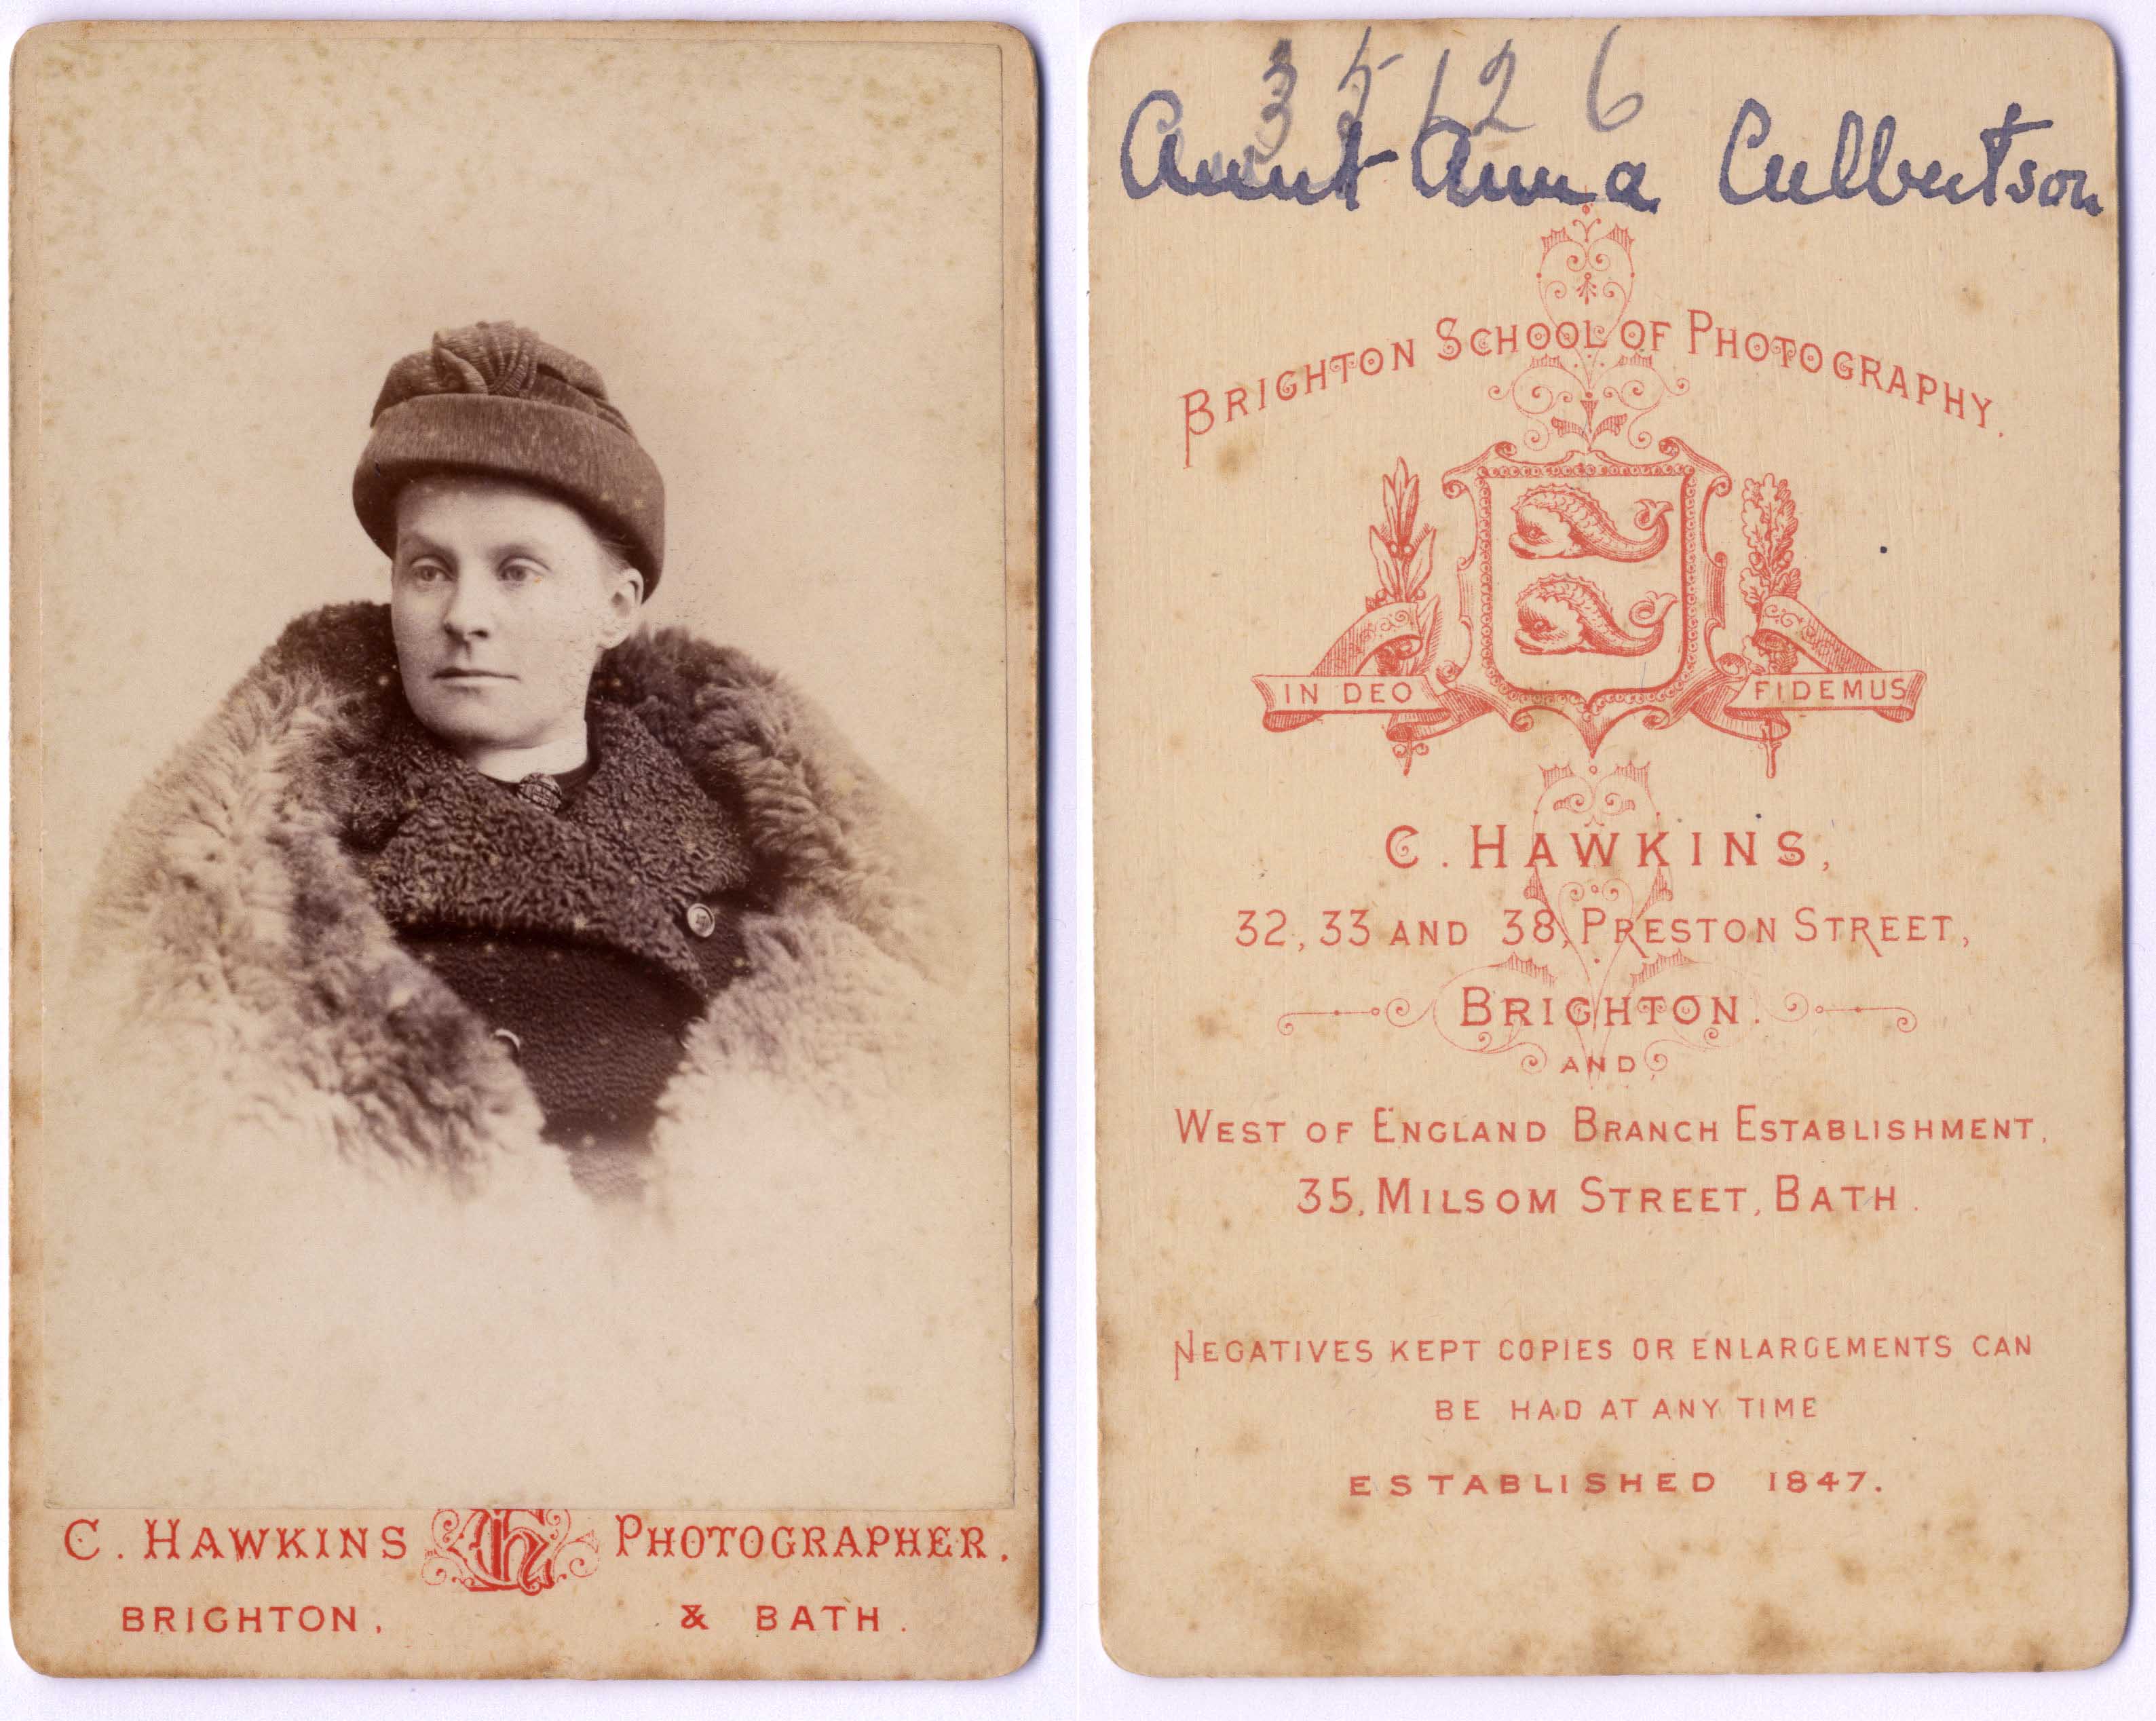 C. HAWKINS CH PHOTOGRAPHER.
BRIGHTON, & BATH.
35126
Aunt Anna Culbertson
BRIGHTON SCHOOL OF PHOTOGRAPHY.
IN DEO FIDEMUS
C. HAWKINS,
32, 33 AND 38, PRESTON STREET,
BRIGHTON.
AND
WEST OF ENGLAND BRANCH ESTABLISHMENT,
35, MILSOM STREET, BATH.
NEGATIVES KEPT COPIES OR ENLARGEMENTS CAN
BE HAD AT ANY TIME
ESTABLISHED 1847.